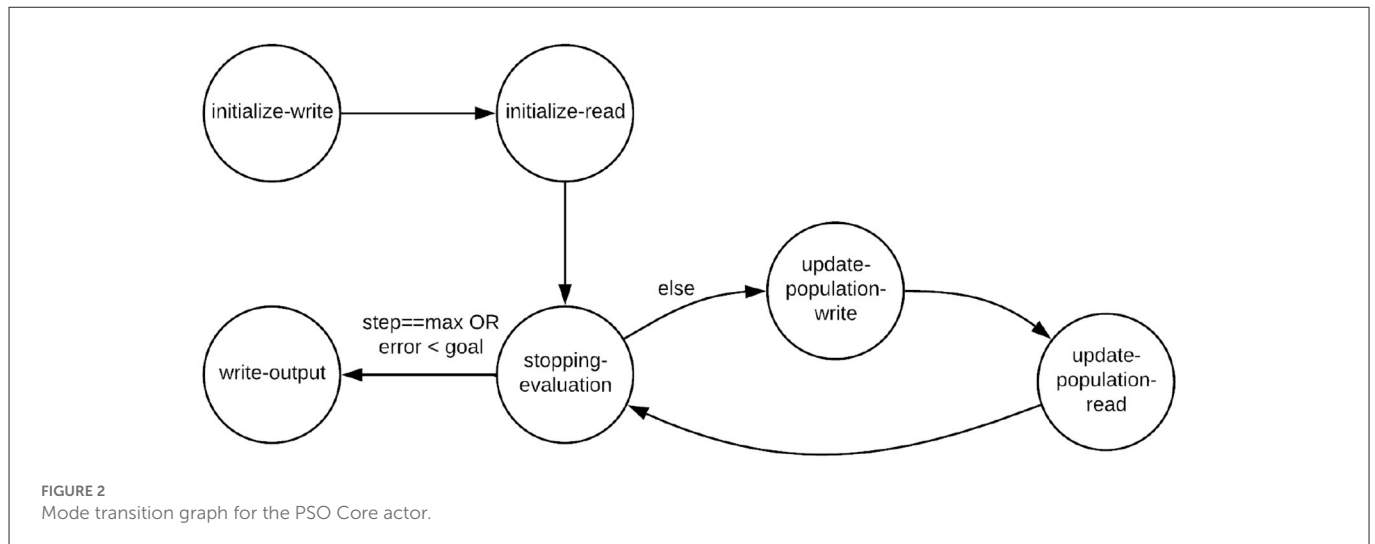 initialize-write
initialize-read
else
update-
population-
write
step==max OR
error < goal
write-output
stopping-
evaluation
update-
population-
read
FIGURE 2
Mode transition graph for the PSO Core actor.